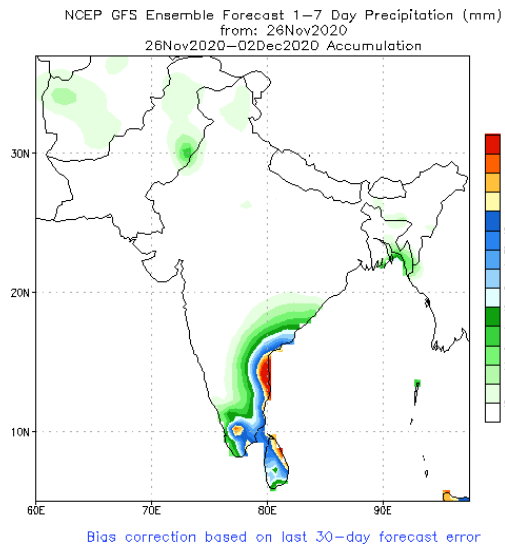 NCEP GFS Ensemble Forecast 1-7 Day Precipitation (mm)
from: 26Nov2020
26Nov2020-02Dec2020 Accumulation
30N
20N
10N
60E
70E
80E
90E
Bias correction based on last 30-day forecast error